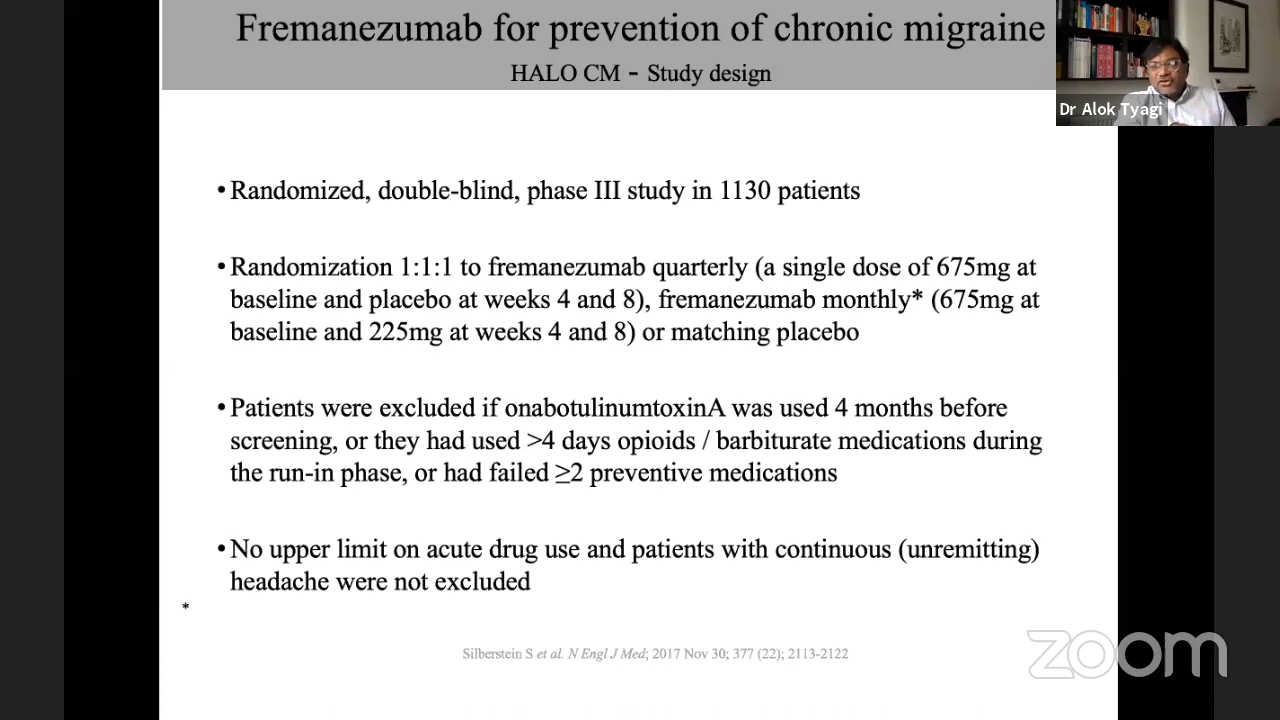 Fremanezumab for prevention of chronic migraine
HALO CM - Study design
Dr Alok Tyagi
• Randomized, double-blind, phase III study in 1130 patients
• Randomization 1:1:1 to fremanezumab quarterly (a single dose of 675mg at
baseline and placebo at weeks 4 and 8), fremanezumab monthly* (675mg at
baseline and 225mg at weeks 4 and 8) or matching placebo
• Patients were excluded if onabotulinumtoxinA was used 4 months before
screening, or they had used >4 days opioids / barbiturate medications during
the run-in phase, or had failed ≥2 preventive medications
• No upper limit on acute drug use and patients with continuous (unremitting)
headache were not excluded
*
Silberstein S et al. N Engl J Med; 2017 Nov 30; 377 (22); 2113-2122
zoom